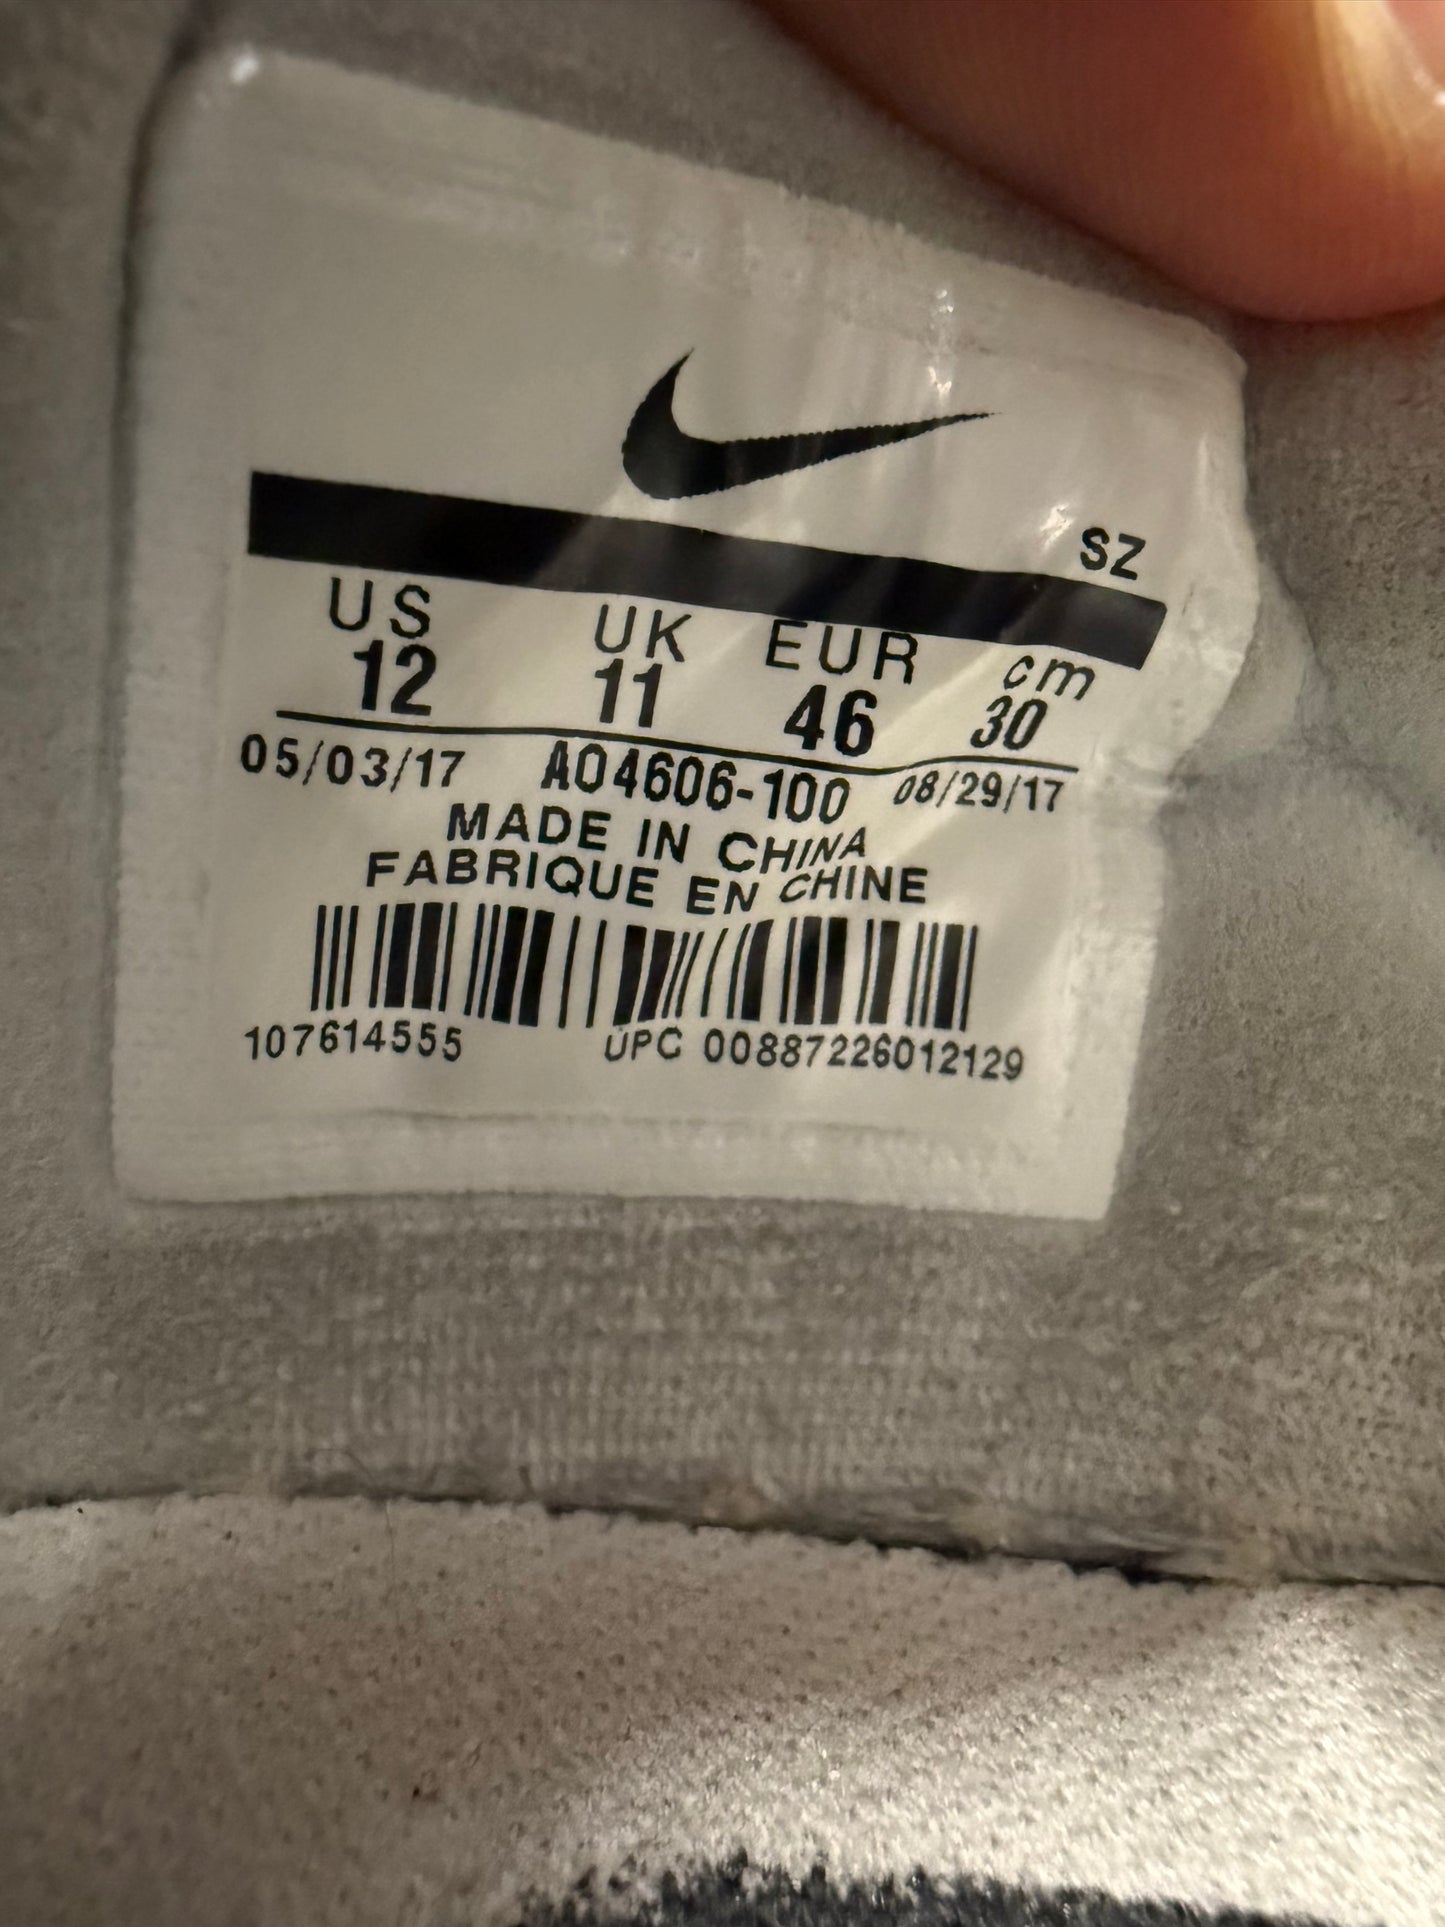 SZ
US UK EUR cm
12 11 46 30
05/03/17 AO4606-100 08/29/17
MADE IN CHINA
FABRIQUE EN CHINE
107614555 UPC 00887226012129